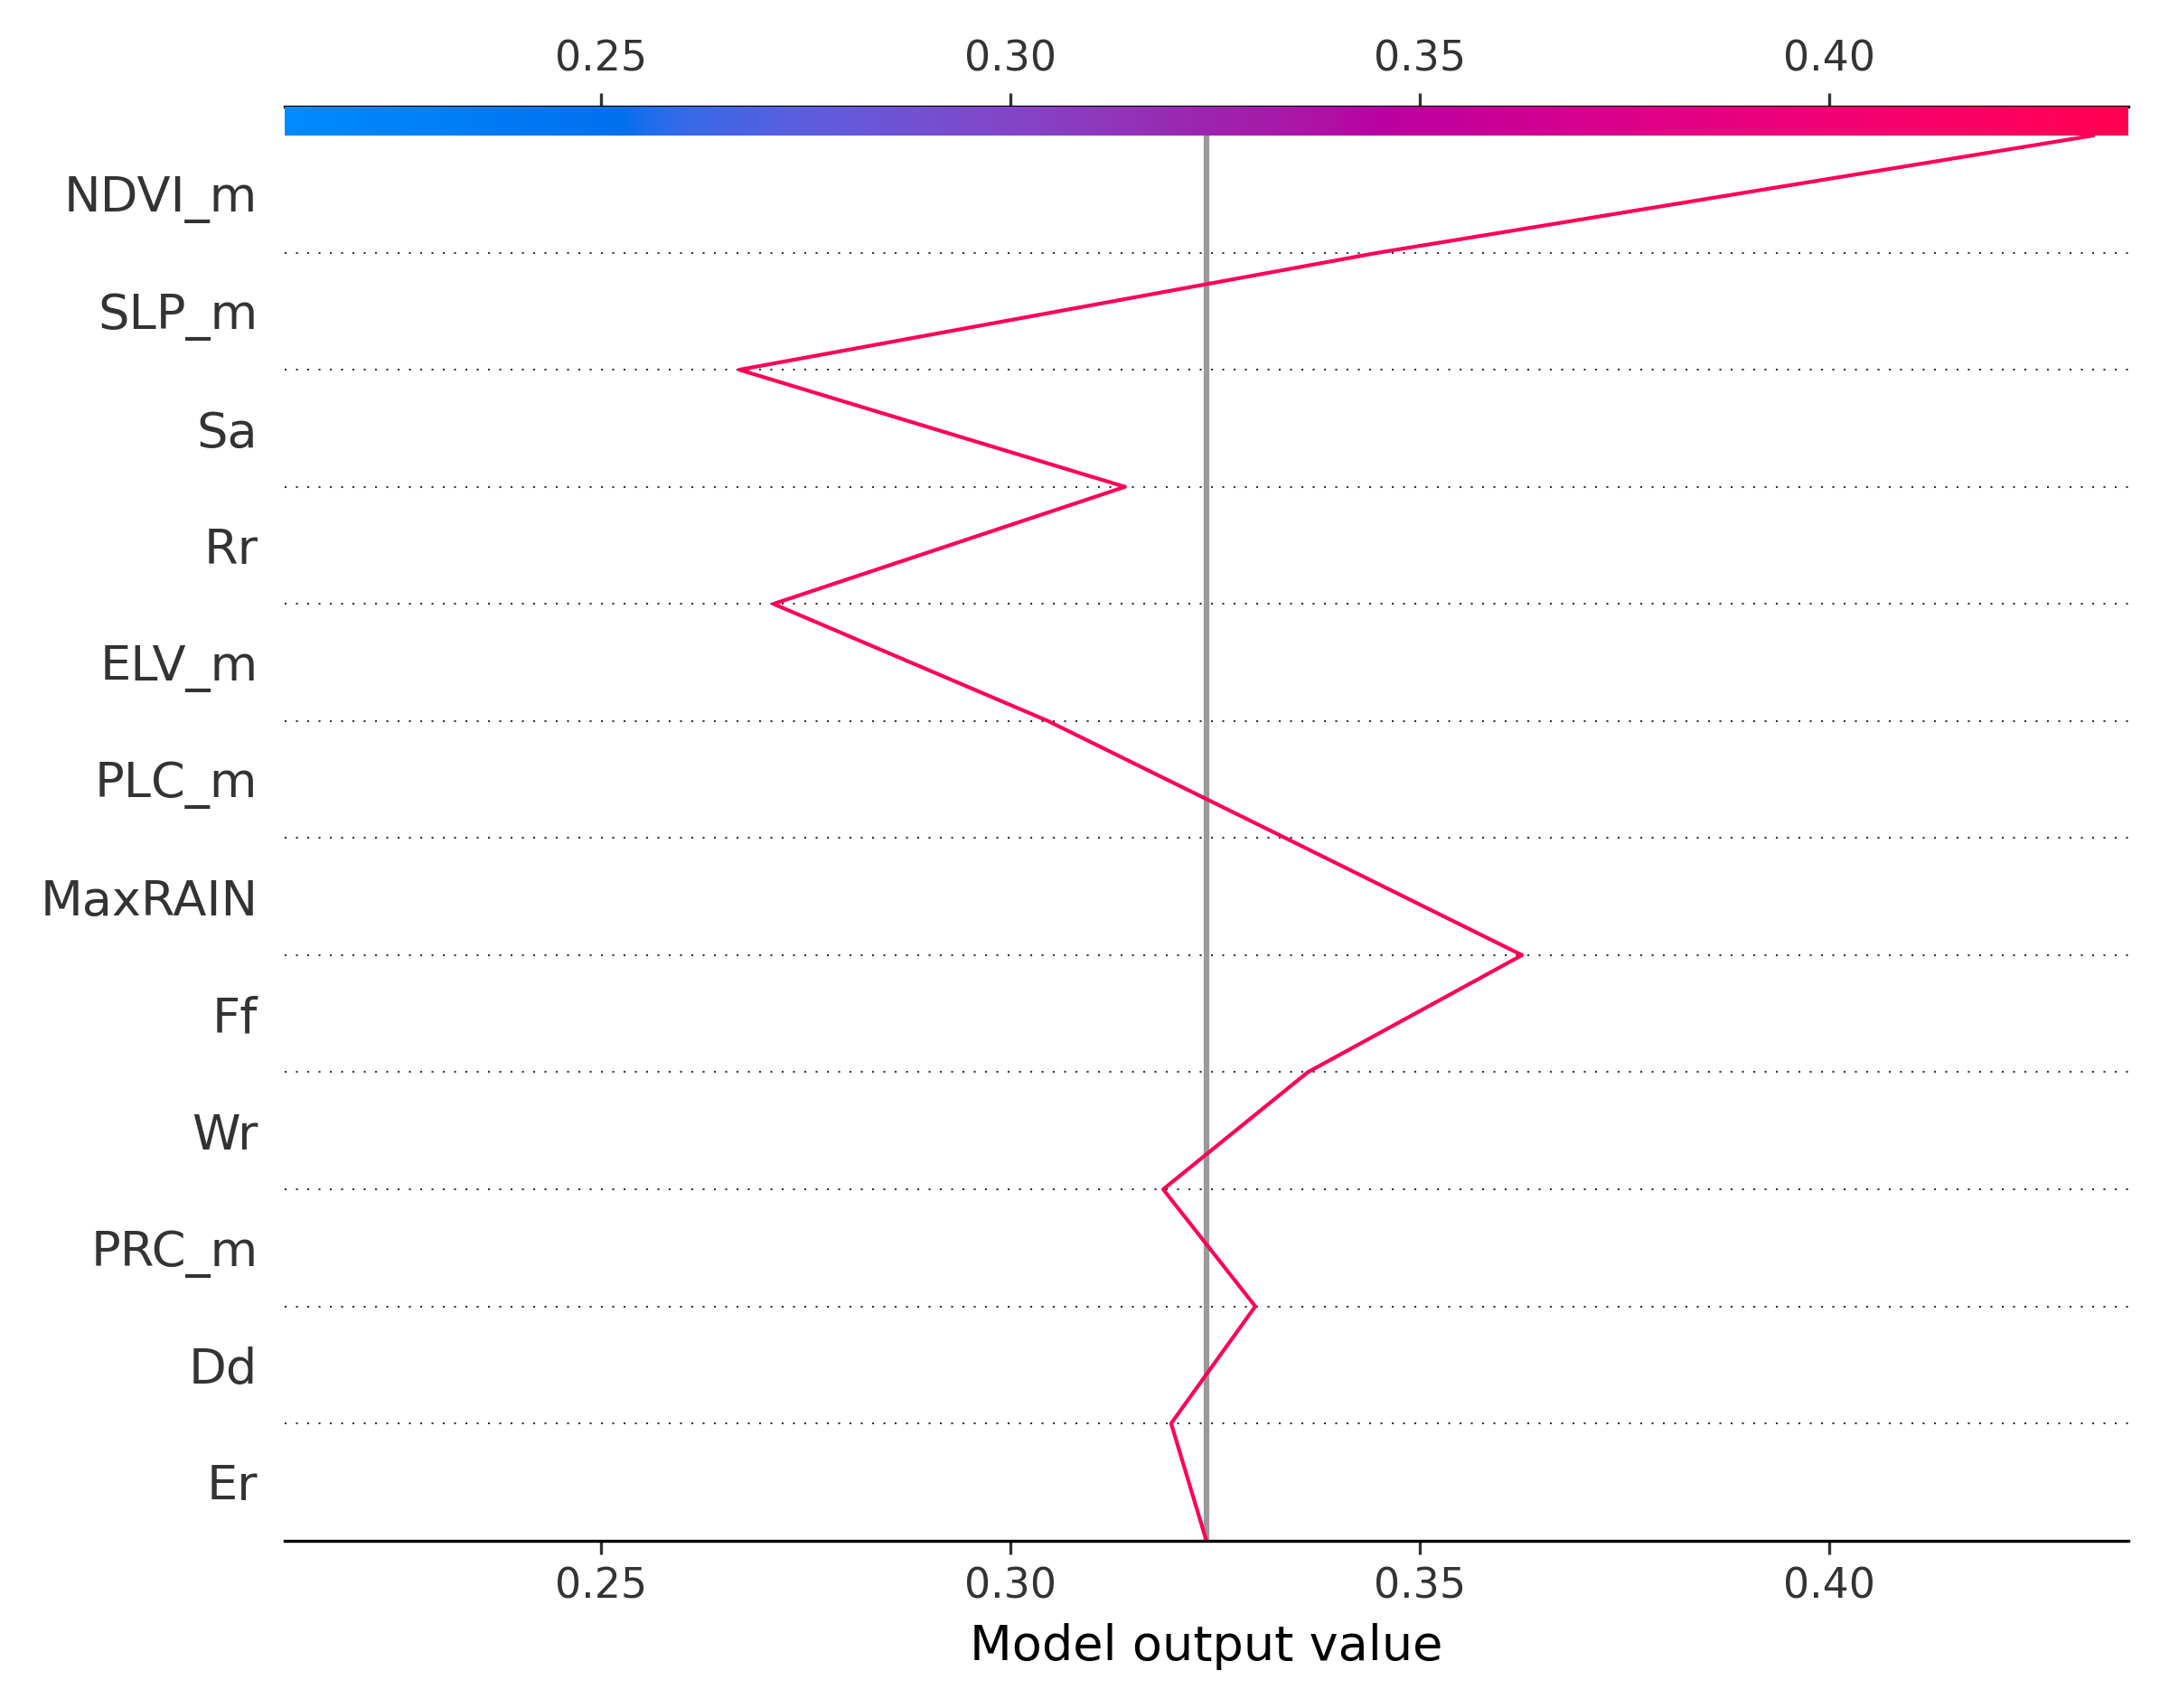 0.25 0.30 0.35 0.40
NDVI_m
SLP_m
Sa
Rr
ELV_m
PLC_m
MaxRAIN
Ff
Wr
PRC_m
Dd
Er
0.25 0.30 0.35 0.40
Model output value